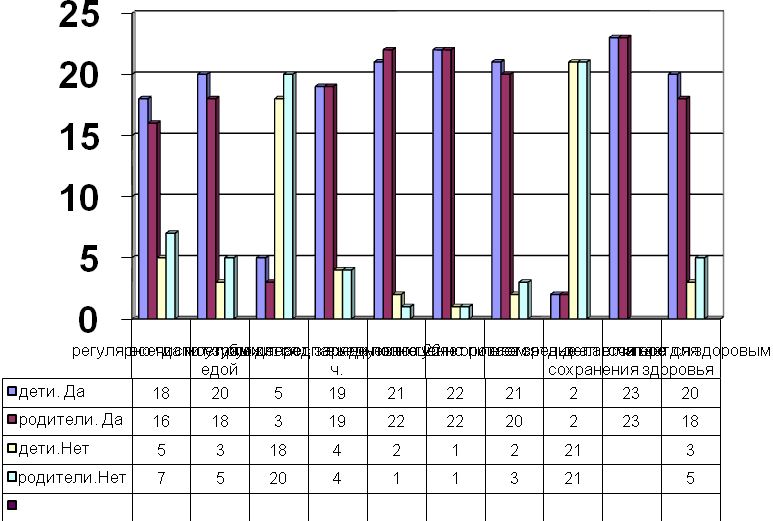 25
20
15
10
5
0
регулярно
едой
ч.
сохранения здоровья
здоровым
дети. Да 18 20 5 19 21 22 21 2 23 20
родители. Да 16 18 3 19 22 22 20 2 23 18
дети.Нет 5 3 18 4 2 1 2 21 3
родители.Нет 7 5 20 4 1 1 3 21 5